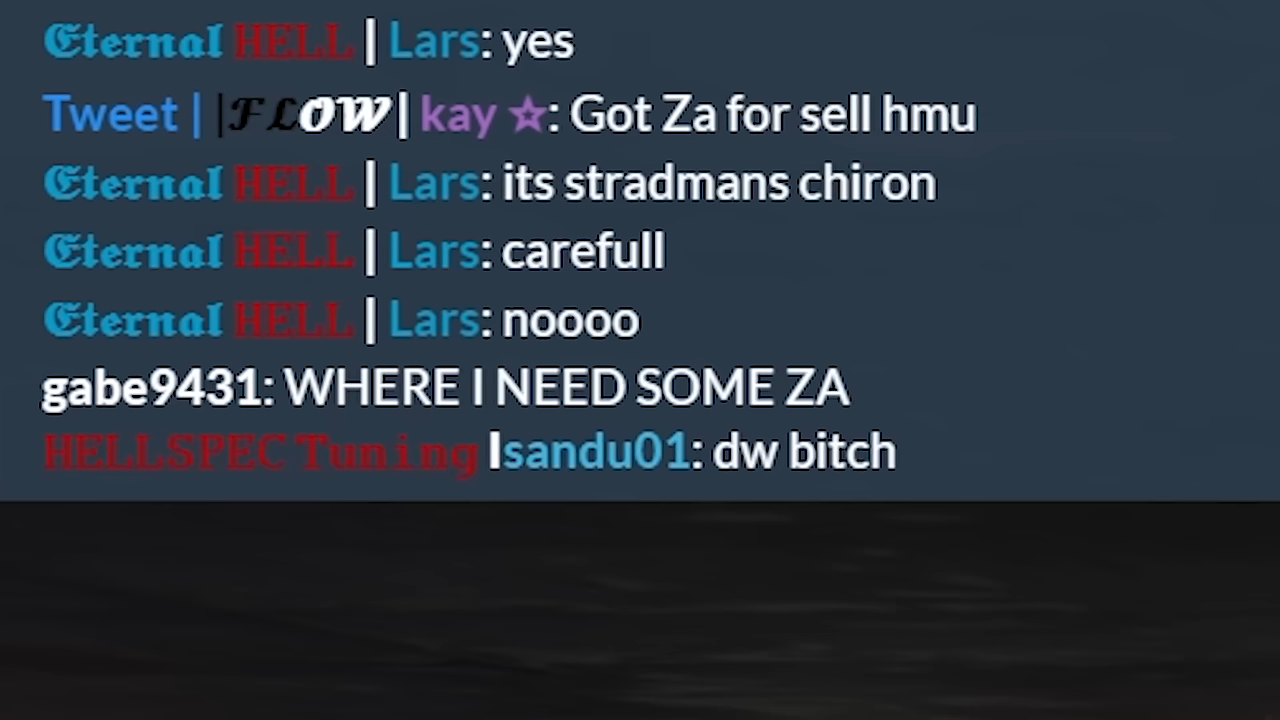 𝕰𝖙𝖊𝖗𝖓𝖆𝖑 HELL | Lars: yes
Tweet | |𝓕𝓛𝓞𝓦| kay ☆: Got Za for sell hmu
𝕰𝖙𝖊𝖗𝖓𝖆𝖑 HELL | Lars: its stradmans chiron
𝕰𝖙𝖊𝖗𝖓𝖆𝖑 HELL | Lars: carefull
𝕰𝖙𝖊𝖗𝖓𝖆𝖑 HELL | Lars: noooo
gabe9431: WHERE I NEED SOME ZA
HELLSPEC Tuning lsandu01: dw bitch